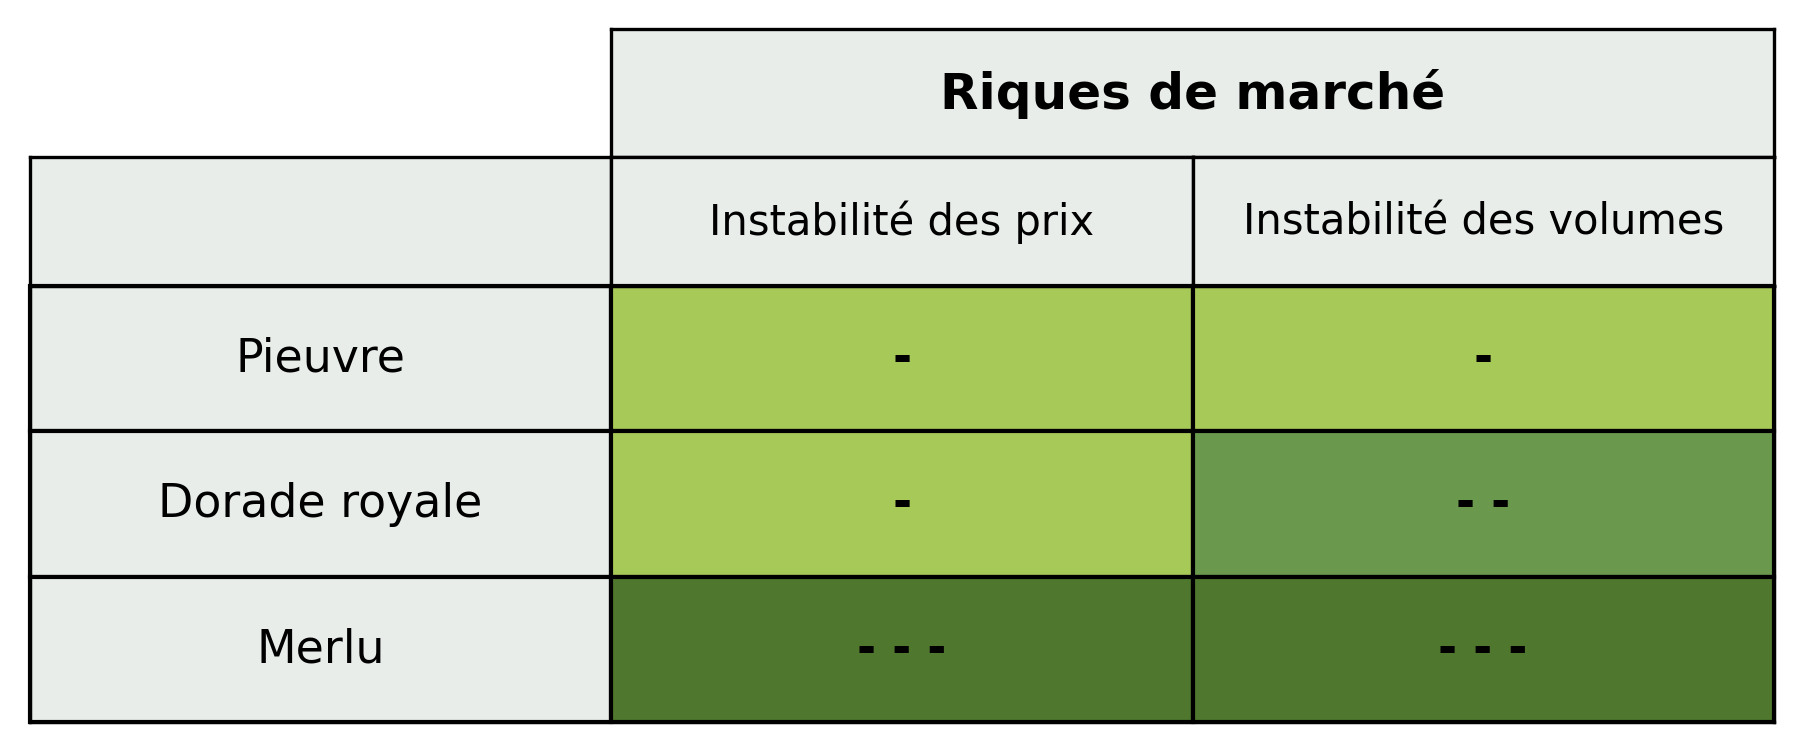 Riques de marché
Instabilité des prix Instabilité des volumes
Pieuvre - -
Dorade royale - - -
Merlu - - - - - -